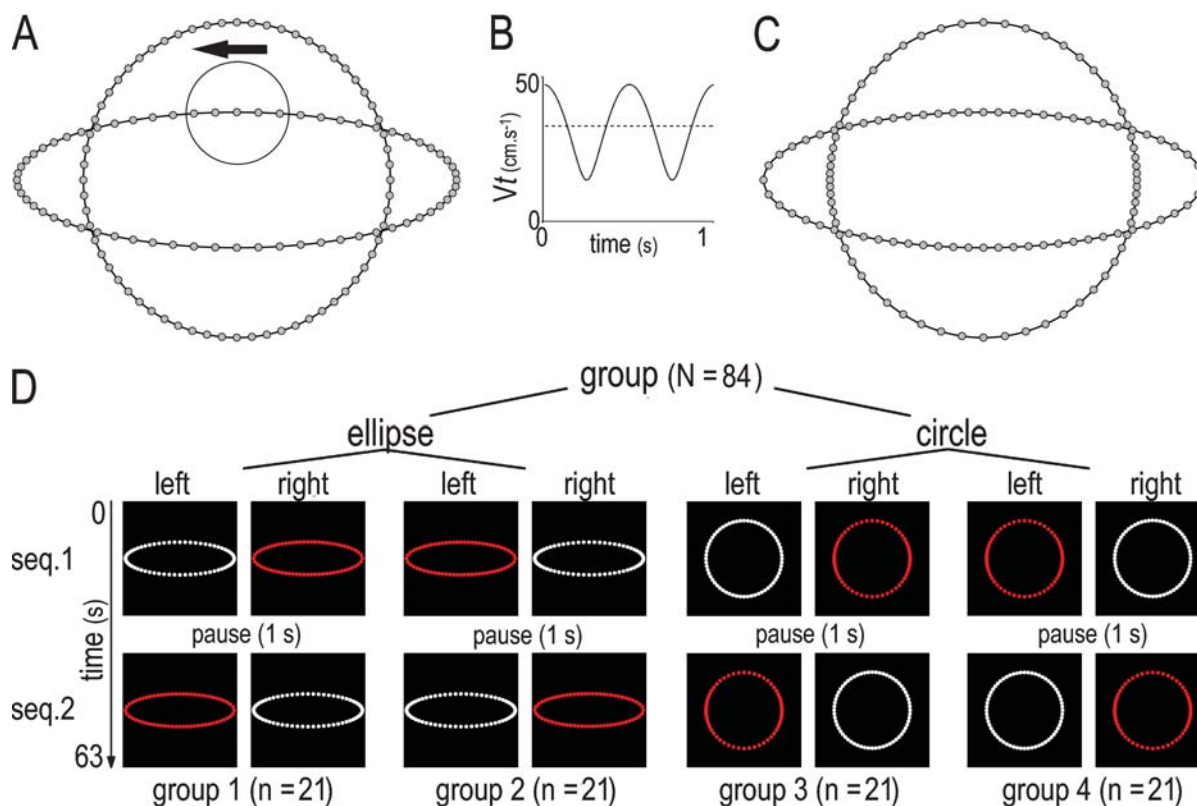 A
B
C
50
Vt (cm.s-1)
0
0
1
time (s)
D
group (N = 84)
ellipse
circle
left right left right left right left right
0
seq.1
time (s)
pause (1 s) pause (1 s) pause (1 s) pause (1 s)
seq.2
63
group 1 (n = 21) group 2 (n = 21) group 3 (n = 21) group 4 (n = 21)